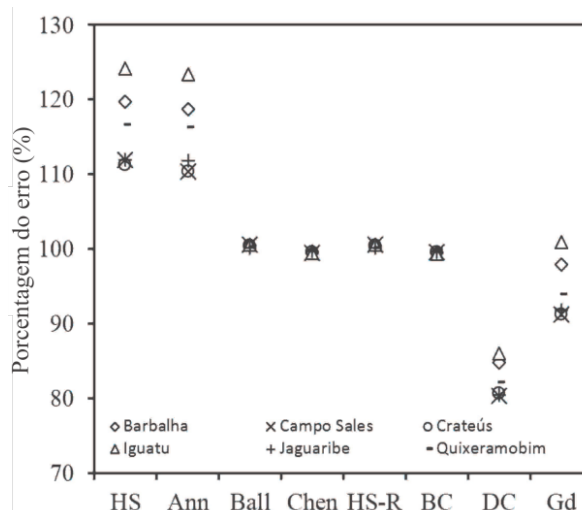 Porcentagem do erro (%)
130
120
110
100
90
80
70
Barbalha Campo Sales Crateús
Iguatu Jaguaribe Quixeramobim
HS Ann Ball Chen HS-R BC DC Gd